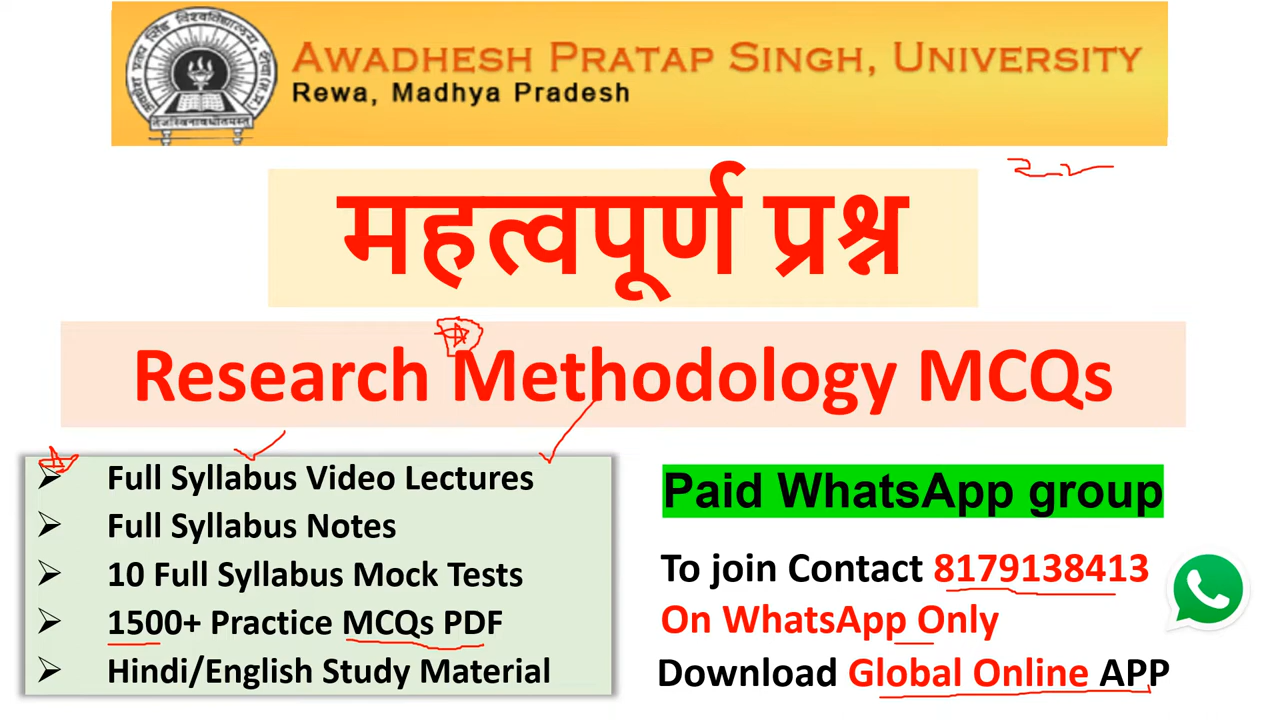 AWADHESH PRATAP SINGH, UNIVERSITY
Rewa, Madhya Pradesh
महत्वपूर्ण प्रश्न
Research Methodology MCQs
Full Syllabus Video Lectures
Full Syllabus Notes
10 Full Syllabus Mock Tests
1500+ Practice MCQs PDF
Hindi/English Study Material
Paid WhatsApp group
To join Contact 8179138413
On WhatsApp Only
Download Global Online APP